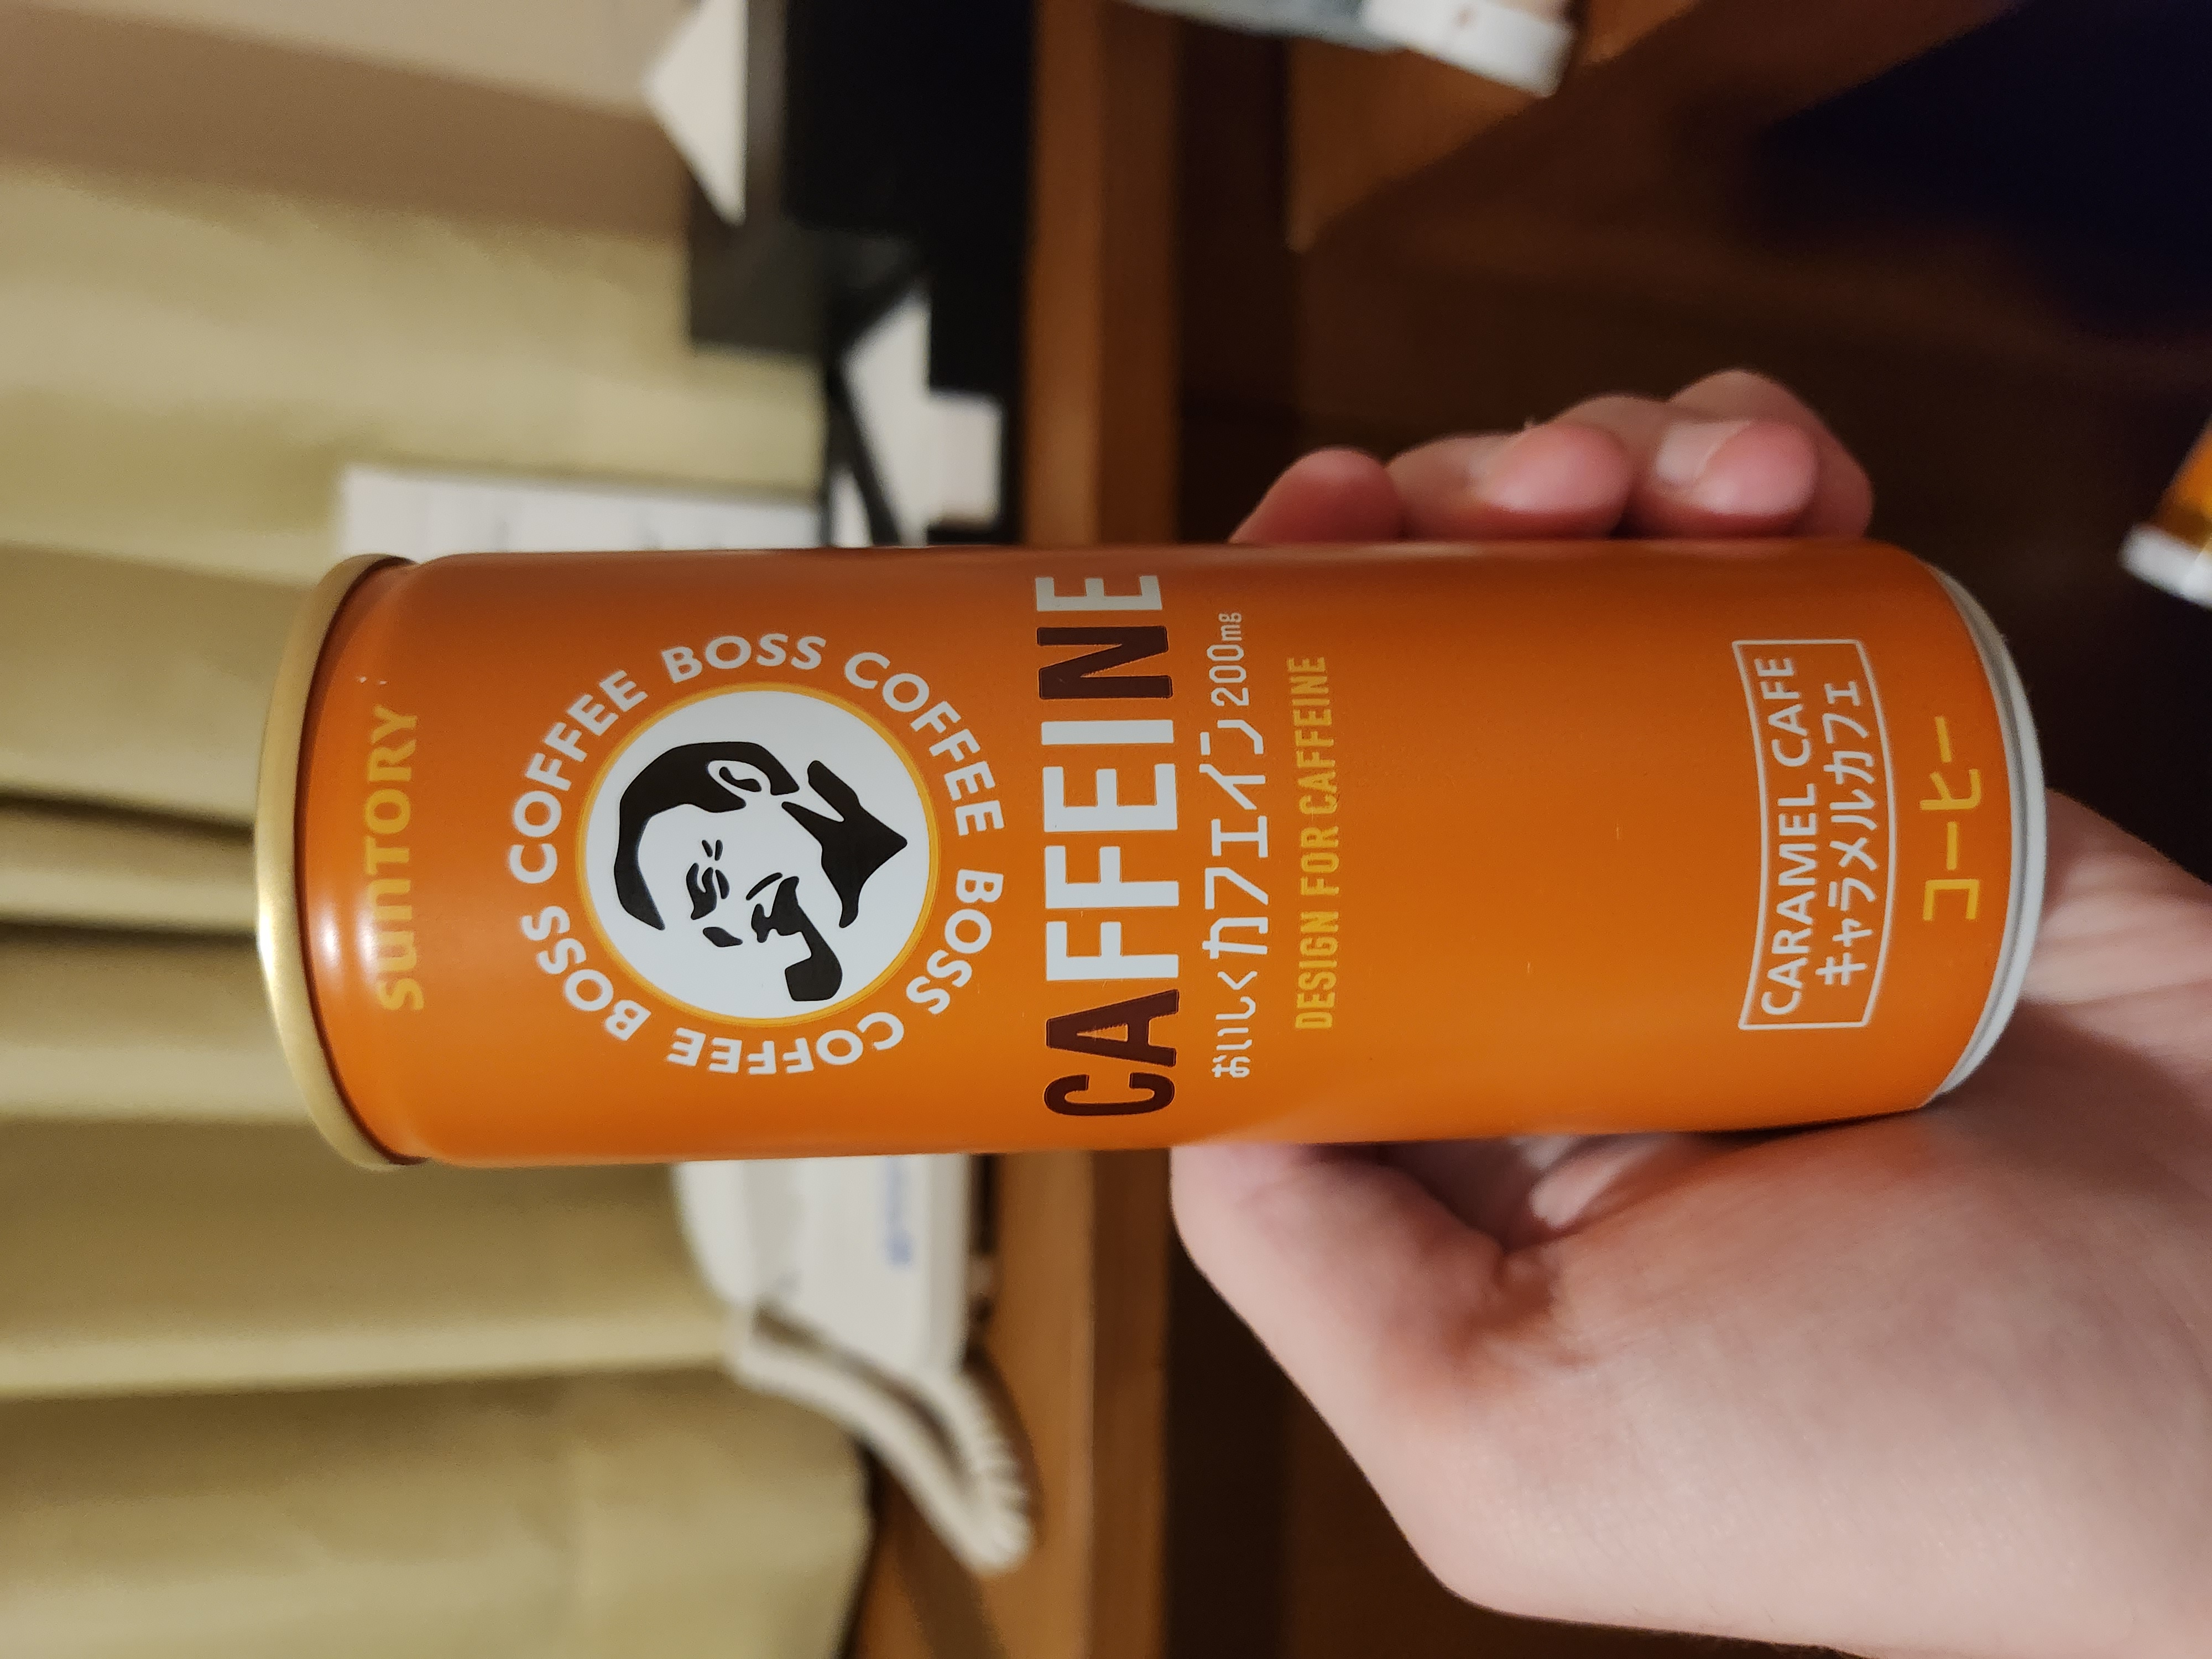 SUNTORY
BOSS COFFEE BOSS COFFEE BOSS COFFEE
CAFFEINE
おいしくカフェイン200mg
DESIGN FOR CAFFEINE
CARAMEL CAFE
キャラメルカフェ
コーヒー